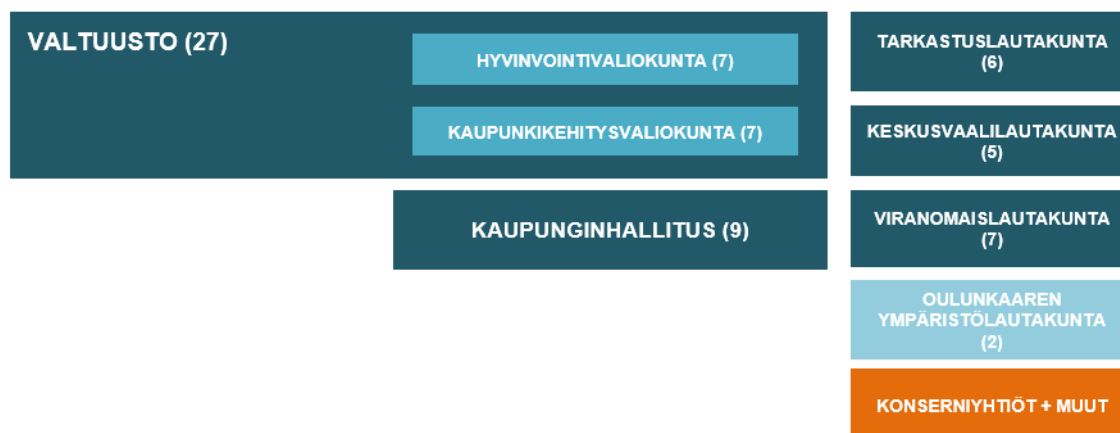 VALTUUSTO (27)
HYVINVOINTIVALIOKUNTA (7)
KAUPUNKIKEHITYSVALIOKUNTA (7)
KAUPUNGINHALLITUS (9)
TARKASTUSLAUTAKUNTA
(6)
KESKUSVAALILAUTAKUNTA
(5)
VIRANOMAISLAUTAKUNTA
(7)
OULUNKAAREN
YMPÄRISTÖLAUTAKUNTA
(2)
KONSERNIYHTIÖT + MUUT